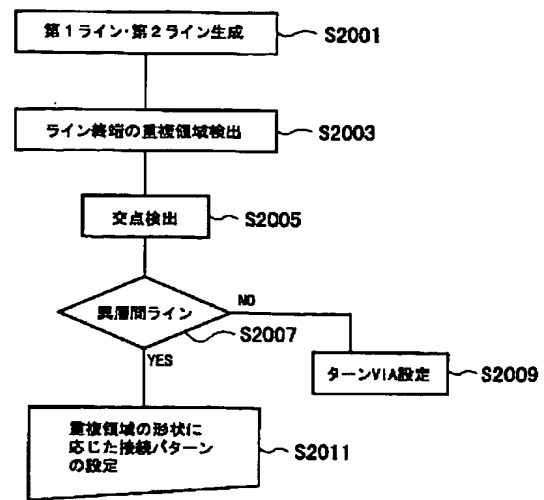 第1ライン・第2ライン生成
S2001
ライン終端の重複領域検出
S2003
交点検出
S2005
異層間ライン
NO
S2007
YES
ターンVIA設定
S2009
重複領域の形状に
応じた接続パターン
の設定
S2011